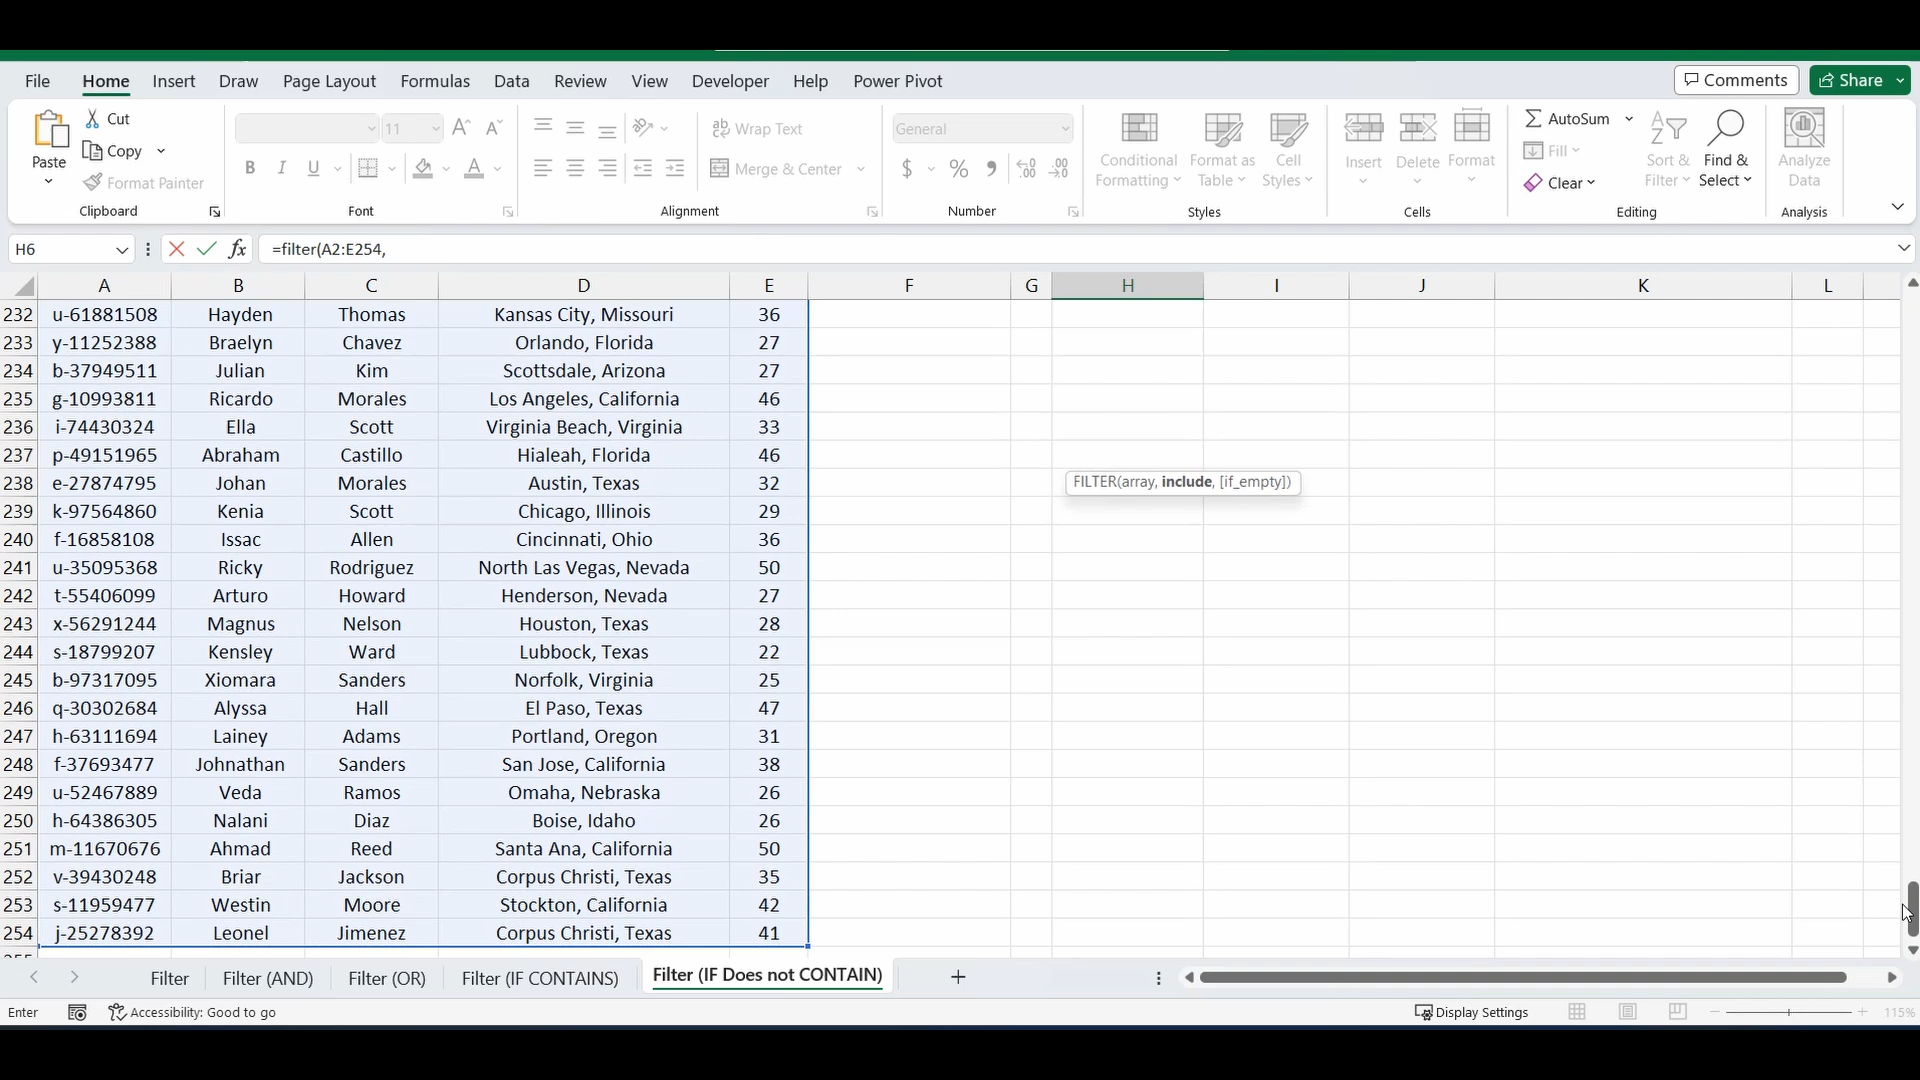 File Home Insert Draw Page Layout Formulas Data Review View Developer Help Power Pivot Comments Share
Paste Cut Copy Format Painter
Clipboard
11
B I U A
Font
ab Wrap Text
Merge & Center
Alignment
General
$ % 9
Number
Conditional Formatting Format as Table Cell Styles
Styles
Insert Delete Format
Cells
AutoSum Fill Clear Sort & Filter Find & Select
Editing
Analyze Data
Analysis
H6 fx =filter(A2:E254,
A B C D E F G H I J K L
232 u-61881508 Hayden Thomas Kansas City, Missouri 36
233 y-11252388 Braelyn Chavez Orlando, Florida 27
234 b-37949511 Julian Kim Scottsdale, Arizona 27
235 g-10993811 Ricardo Morales Los Angeles, California 46
236 i-74430324 Ella Scott Virginia Beach, Virginia 33
237 p-49151965 Abraham Castillo Hialeah, Florida 46
238 e-27874795 Johan Morales Austin, Texas 32
FILTER(array, include, [if_empty])
239 k-97564860 Kenia Scott Chicago, Illinois 29
240 f-16858108 Issac Allen Cincinnati, Ohio 36
241 u-35095368 Ricky Rodriguez North Las Vegas, Nevada 50
242 t-55406099 Arturo Howard Henderson, Nevada 27
243 x-56291244 Magnus Nelson Houston, Texas 28
244 s-18799207 Kensley Ward Lubbock, Texas 22
245 b-97317095 Xiomara Sanders Norfolk, Virginia 25
246 q-30302684 Alyssa Hall El Paso, Texas 47
247 h-63111694 Lainey Adams Portland, Oregon 31
248 f-37693477 Johnathan Sanders San Jose, California 38
249 u-52467889 Veda Ramos Omaha, Nebraska 26
250 h-64386305 Nalani Diaz Boise, Idaho 26
251 m-11670676 Ahmad Reed Santa Ana, California 50
252 v-39430248 Briar Jackson Corpus Christi, Texas 35
253 s-11959477 Westin Moore Stockton, California 42
254 j-25278392 Leonel Jimenez Corpus Christi, Texas 41
Filter Filter (AND) Filter (OR) Filter (IF CONTAINS) Filter (IF Does not CONTAIN)
Enter Accessibility: Good to go Display Settings 115%